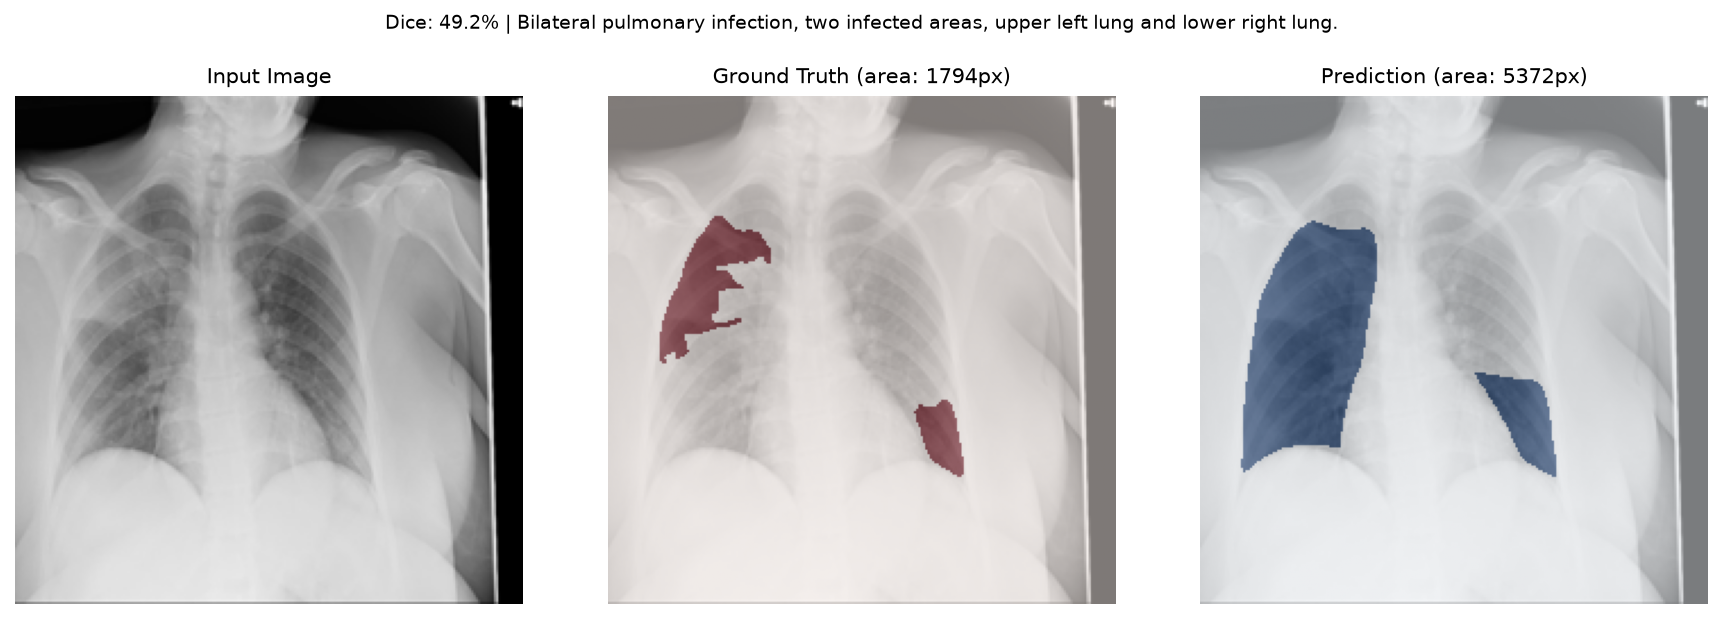 Dice: 49.2% | Bilateral pulmonary infection, two infected areas, upper left lung and lower right lung.
Input Image
Ground Truth (area: 1794px)
Prediction (area: 5372px)